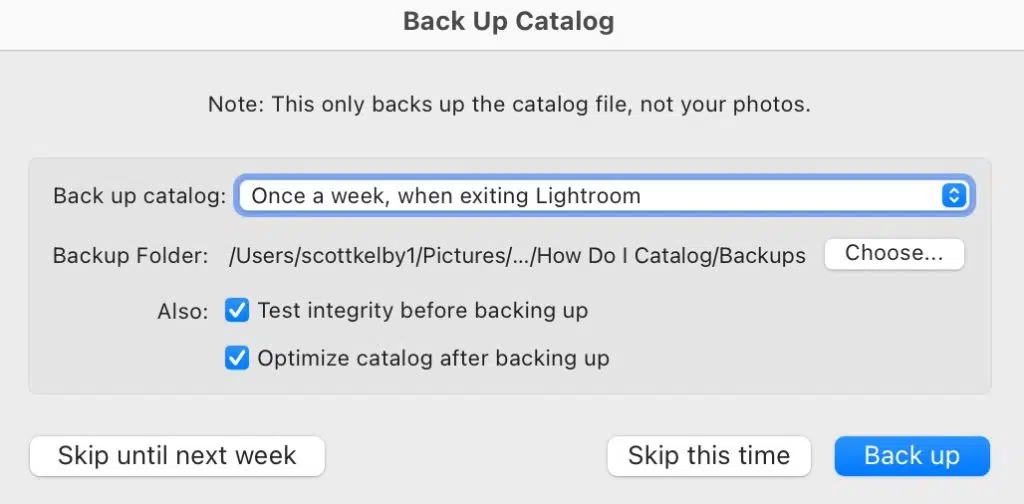 Back Up Catalog
Note: This only backs up the catalog file, not your photos.
Back up catalog: Once a week, when exiting Lightroom
Backup Folder: /Users/scottkelby1/Pictures/.../How Do I Catalog/Backups Choose...
Also: Test integrity before backing up
Optimize catalog after backing up
Skip until next week Skip this time Back up